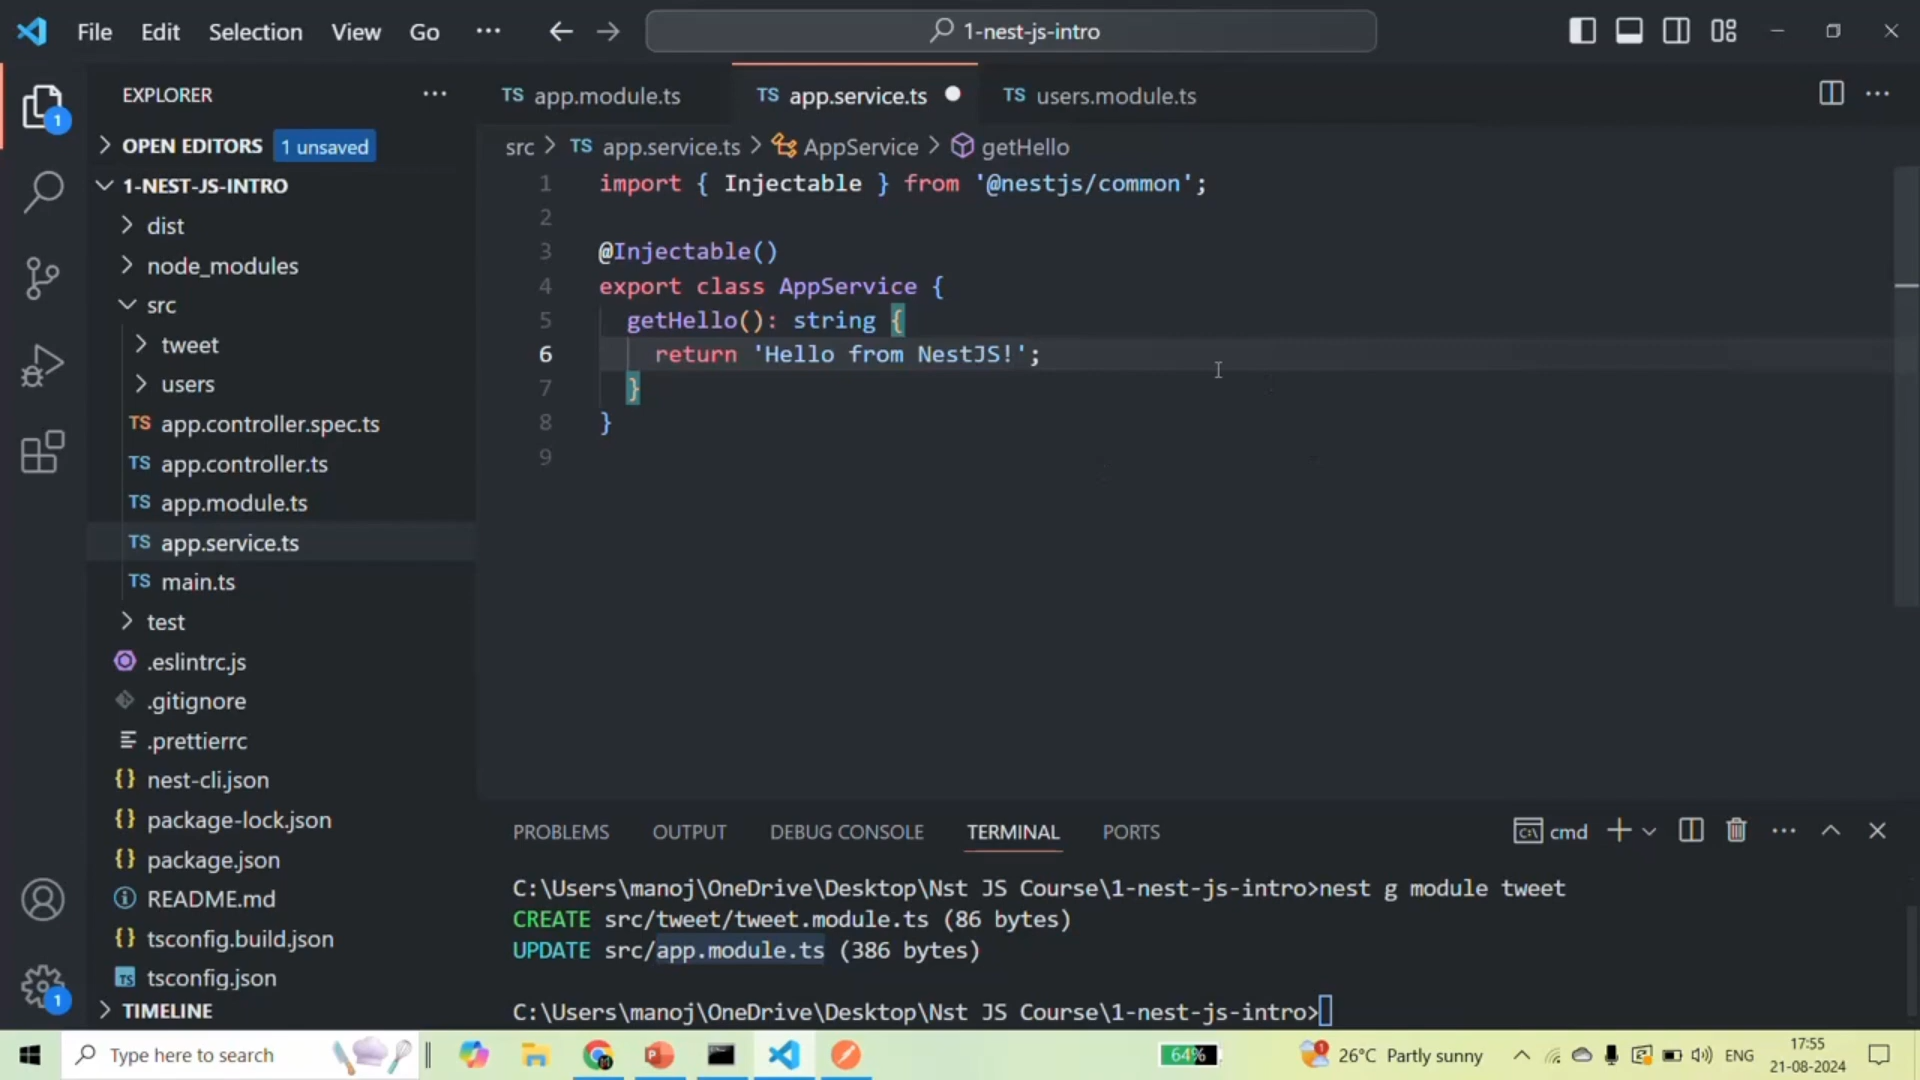 File Edit Selection View Go ··· 1-nest-js-intro
EXPLORER ···
OPEN EDITORS 1 unsaved
1-NEST-JS-INTRO
dist
node_modules
src
tweet
users
TS app.controller.spec.ts
TS app.controller.ts
TS app.module.ts
TS app.service.ts
TS main.ts
test
.eslintrc.js
.gitignore
.prettierrc
{} nest-cli.json
{} package-lock.json
{} package.json
README.md
{} tsconfig.build.json
TS tsconfig.json
TIMELINE
1
1
TS app.module.ts TS app.service.ts TS users.module.ts
src > TS app.service.ts > AppService > getHello
1 import { Injectable } from '@nestjs/common';
2
3 @Injectable()
4 export class AppService {
5 getHello(): string {
6 return 'Hello from NestJS!';
7 }
8 }
9
PROBLEMS OUTPUT DEBUG CONSOLE TERMINAL PORTS cmd
C:\Users\manoj\OneDrive\Desktop\Nst JS Course\1-nest-js-intro>nest g module tweet
CREATE src/tweet/tweet.module.ts (86 bytes)
UPDATE src/app.module.ts (386 bytes)
C:\Users\manoj\OneDrive\Desktop\Nst JS Course\1-nest-js-intro>
Type here to search 64% 1 26°C Partly sunny ENG 17:55
21-08-2024